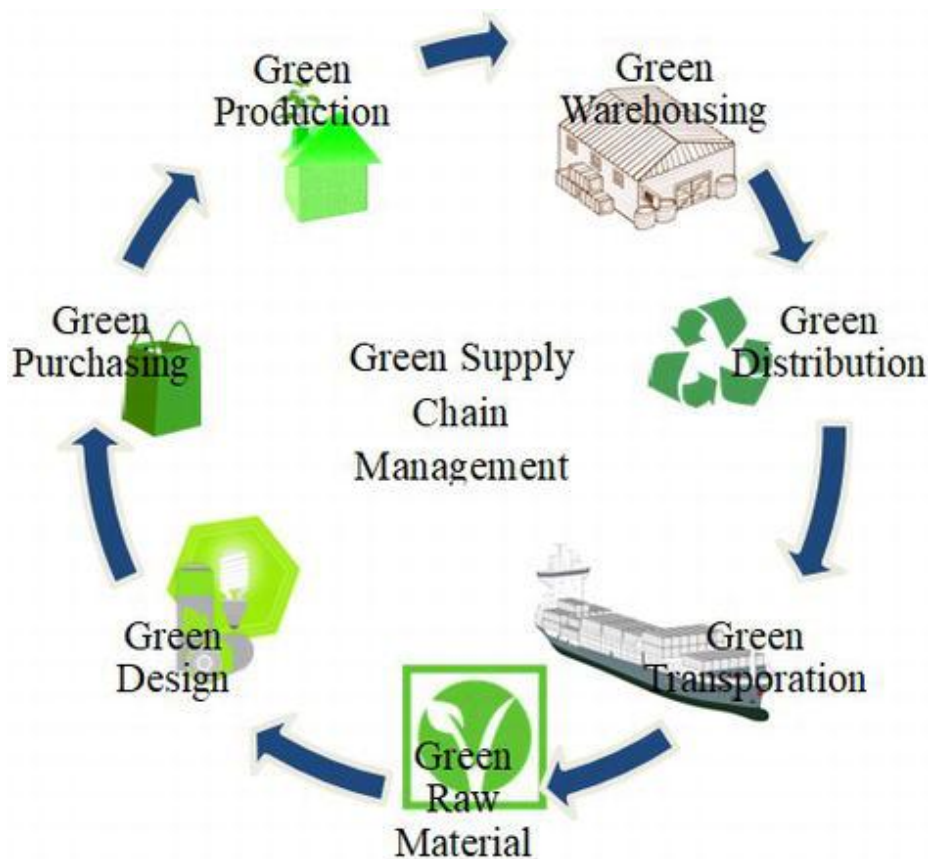 Green
Production
Green
Warehousing
Green
Purchasing
Green Supply
Chain
Management
Green
Distribution
Green
Design
Green
Transporation
Green
Raw
Material